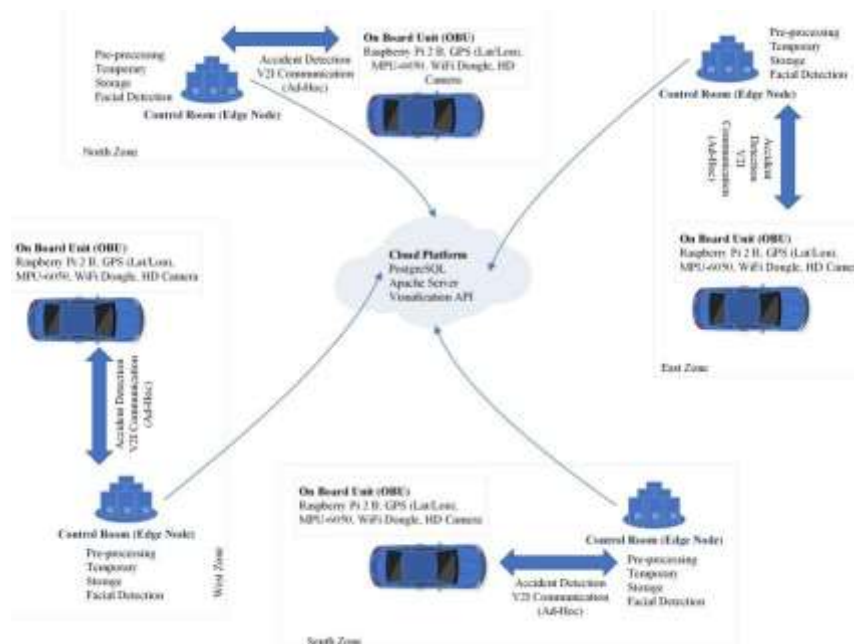 On Board Unit (OBU)
Raspberry Pi 2 B, GPS (Lat/Lon),
MPU-6050, WiFi Dongle, HD
Camera
Accident Detection
V2I Communication
(Ad-Hoc)
Pre-processing
Temporary
Storage
Facial Detection
Control Room (Edge Node)
North Zone
Pre-processing
Temporary
Storage
Facial Detection
Control Room (Edge Node)
Accident
Detection
V2I
Communication
(Ad-Hoc)
On Board Unit (OBU)
Raspberry Pi 2 B, GPS (Lat/Lon),
MPU-6050, WiFi Dongle, HD Camera
East Zone
On Board Unit (OBU)
Raspberry Pi 2 B, GPS (Lat/Lon),
MPU-6050, WiFi Dongle, HD Camera
Accident Detection
V2I Communication
(Ad-Hoc)
Control Room (Edge Node)
Pre-processing
Temporary
Storage
Facial Detection
West Zone
Cloud Platform
PostgreSQL
Apache Server
Visualization API
On Board Unit (OBU)
Raspberry Pi 2 B, GPS (Lat/Lon),
MPU-6050, WiFi Dongle, HD Camera
Control Room (Edge Node)
Pre-processing
Temporary
Storage
Facial Detection
Accident Detection
V2I Communication
(Ad-Hoc)
South Zone